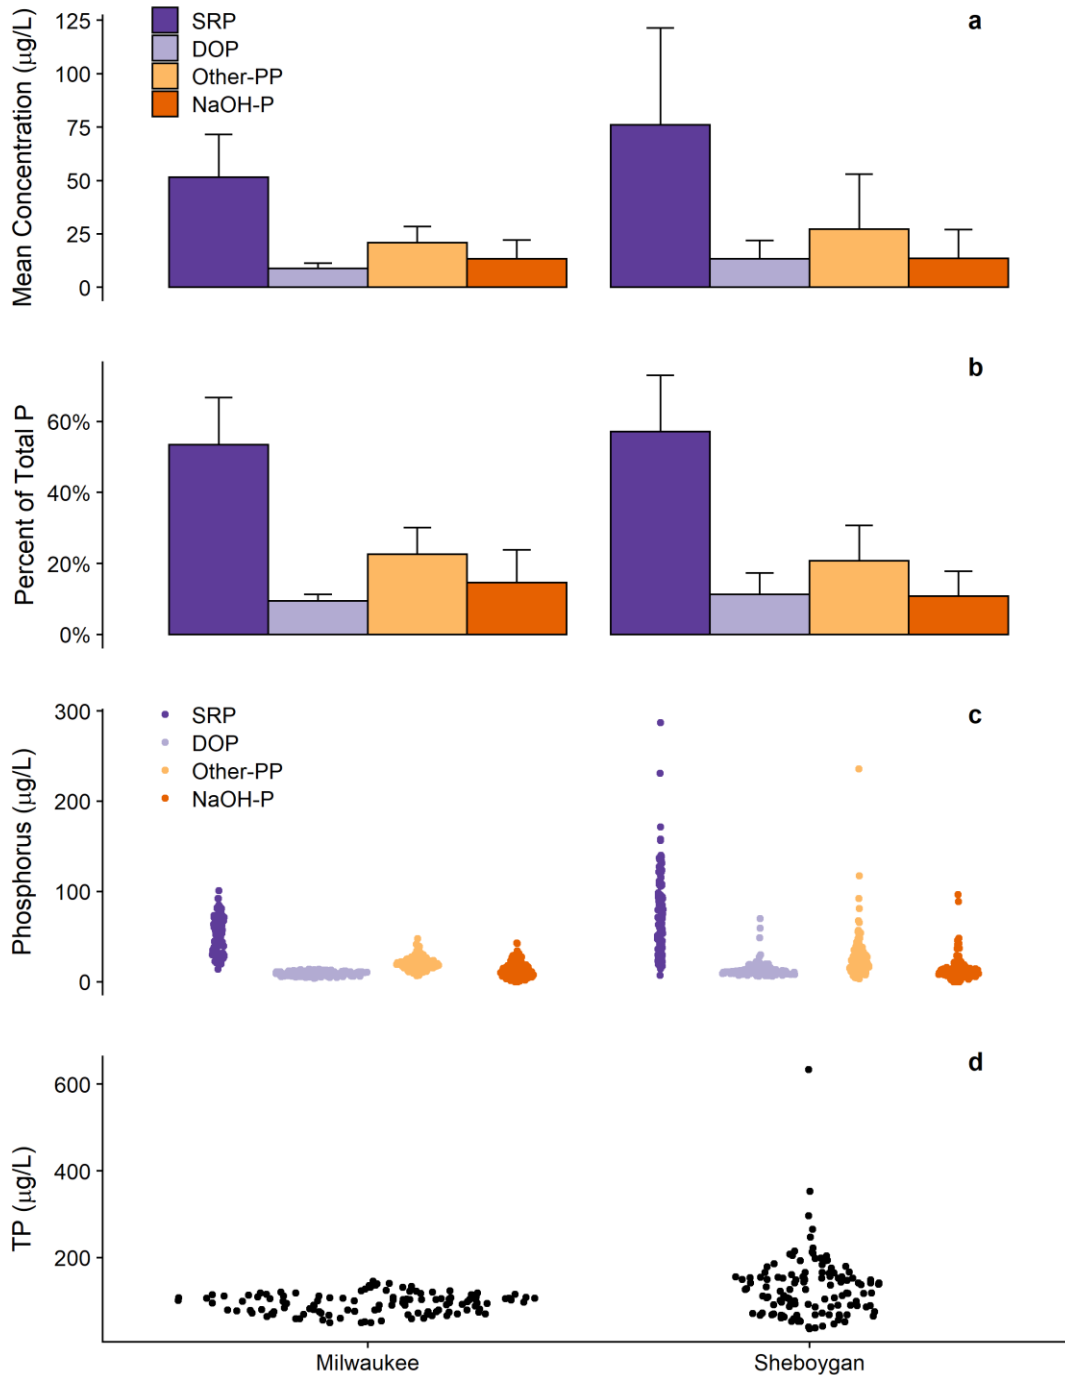 a
SRP
DOP
Other-PP
NaOH-P
Mean Concentration (μg/L)
125
100
75
50
25
0
b
Percent of Total P
60%
40%
20%
0%
c
SRP
DOP
Other-PP
NaOH-P
Phosphorus (μg/L)
300
200
100
0
d
TP (μg/L)
600
400
200
Milwaukee
Sheboygan